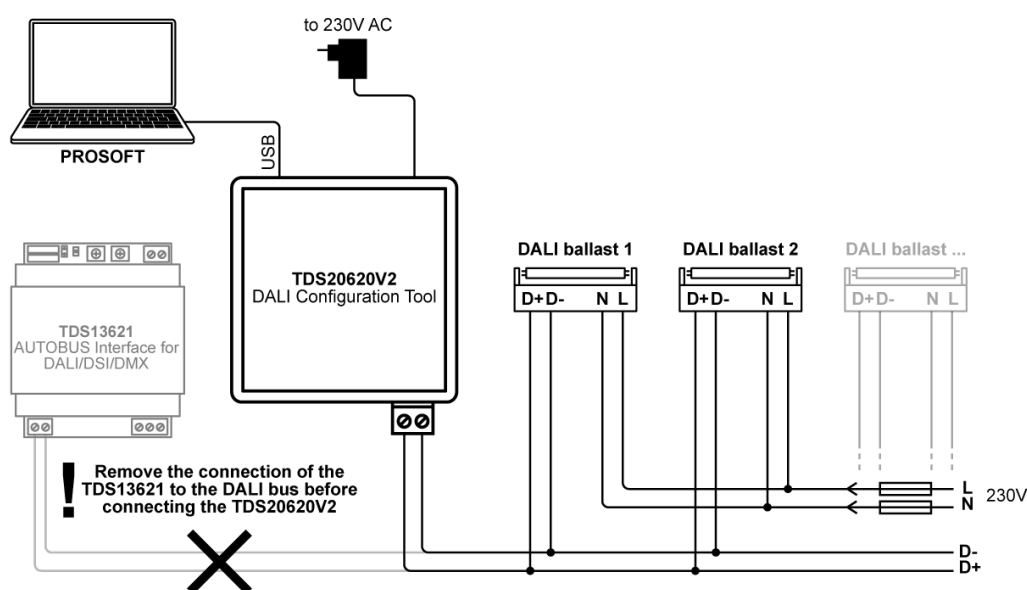 to 230V AC
USB
PROSOFT
TDS20620V2
DALI Configuration Tool
TDS13621
AUTOBUS Interface for
DALI/DSI/DMX
DALI ballast 1
D+ D- N L
DALI ballast 2
D+ D- N L
DALI ballast ...
D+ D- N L
! Remove the connection of the
TDS13621 to the DALI bus before
connecting the TDS20620V2
L
N
230V
D-
D+